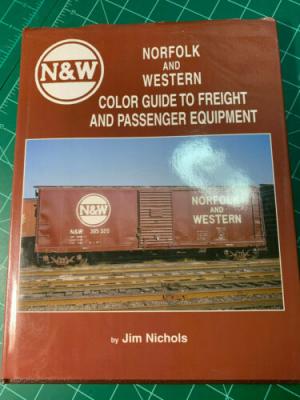 N&W
NORFOLK
AND
WESTERN
COLOR GUIDE TO FREIGHT
AND PASSENGER EQUIPMENT
N&W
NORFOLK
AND
WESTERN
N&W
by Jim Nichols